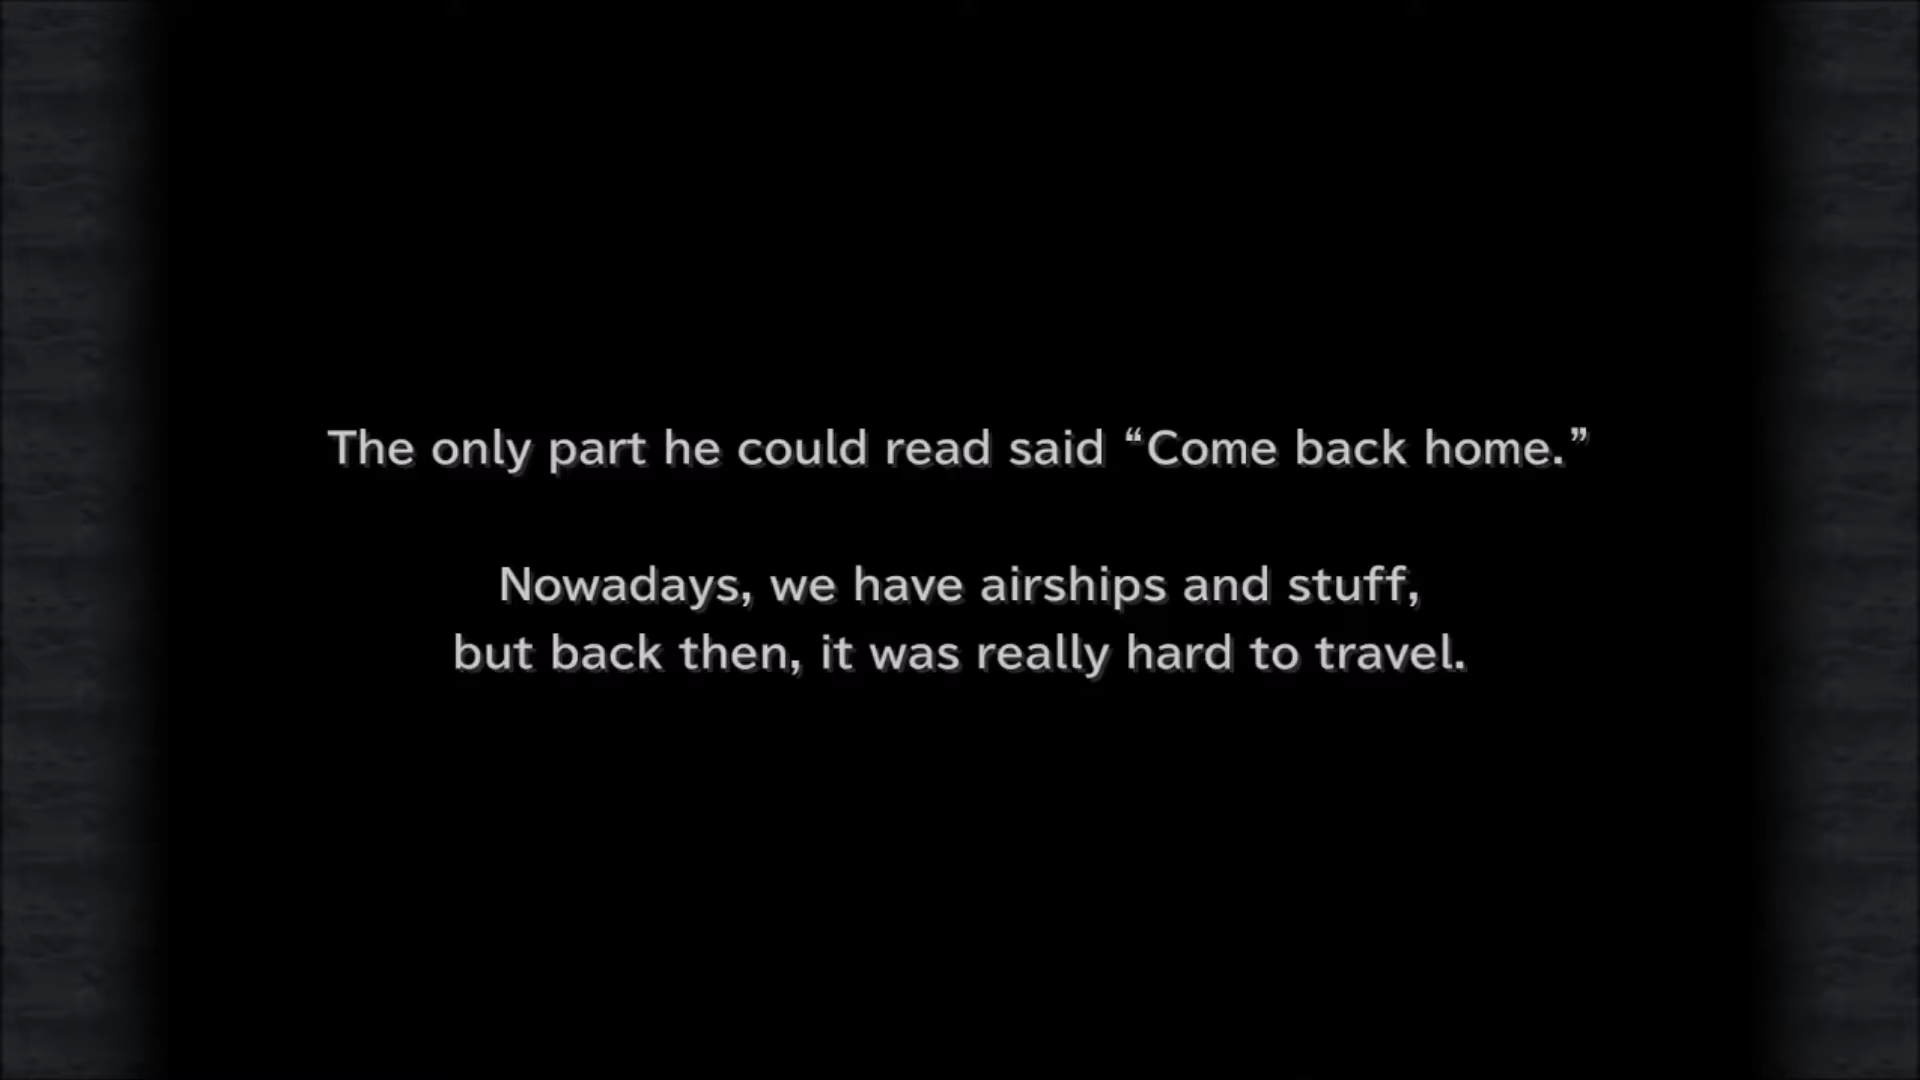 The only part he could read said “Come back home.”
Nowadays, we have airships and stuff,
but back then, it was really hard to travel.